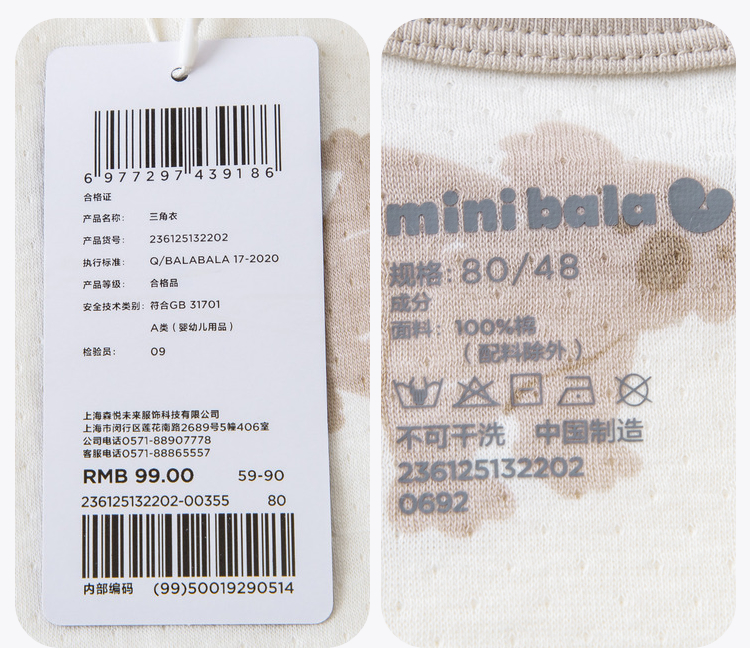 6 977297 439186
合格证
产品名称: 三角衣
产品货号: 236125132202
执行标准: Q/BALABALA 17-2020
产品等级: 合格品
安全技术类别: 符合GB 31701
A类（婴幼儿用品）
检验员: 09
上海森悦未来服饰科技有限公司
上海市闵行区莲花南路2689号5幢406室
公司电话0571-88907778
客服电话0571-88865557
RMB 99.00 59-90
236125132202-00355 80
内部编码 (99)50019290514
mini bala
规格: 80/48
成分
面料: 100%棉
（配料除外）
不可干洗 中国制造
236125132202
0692